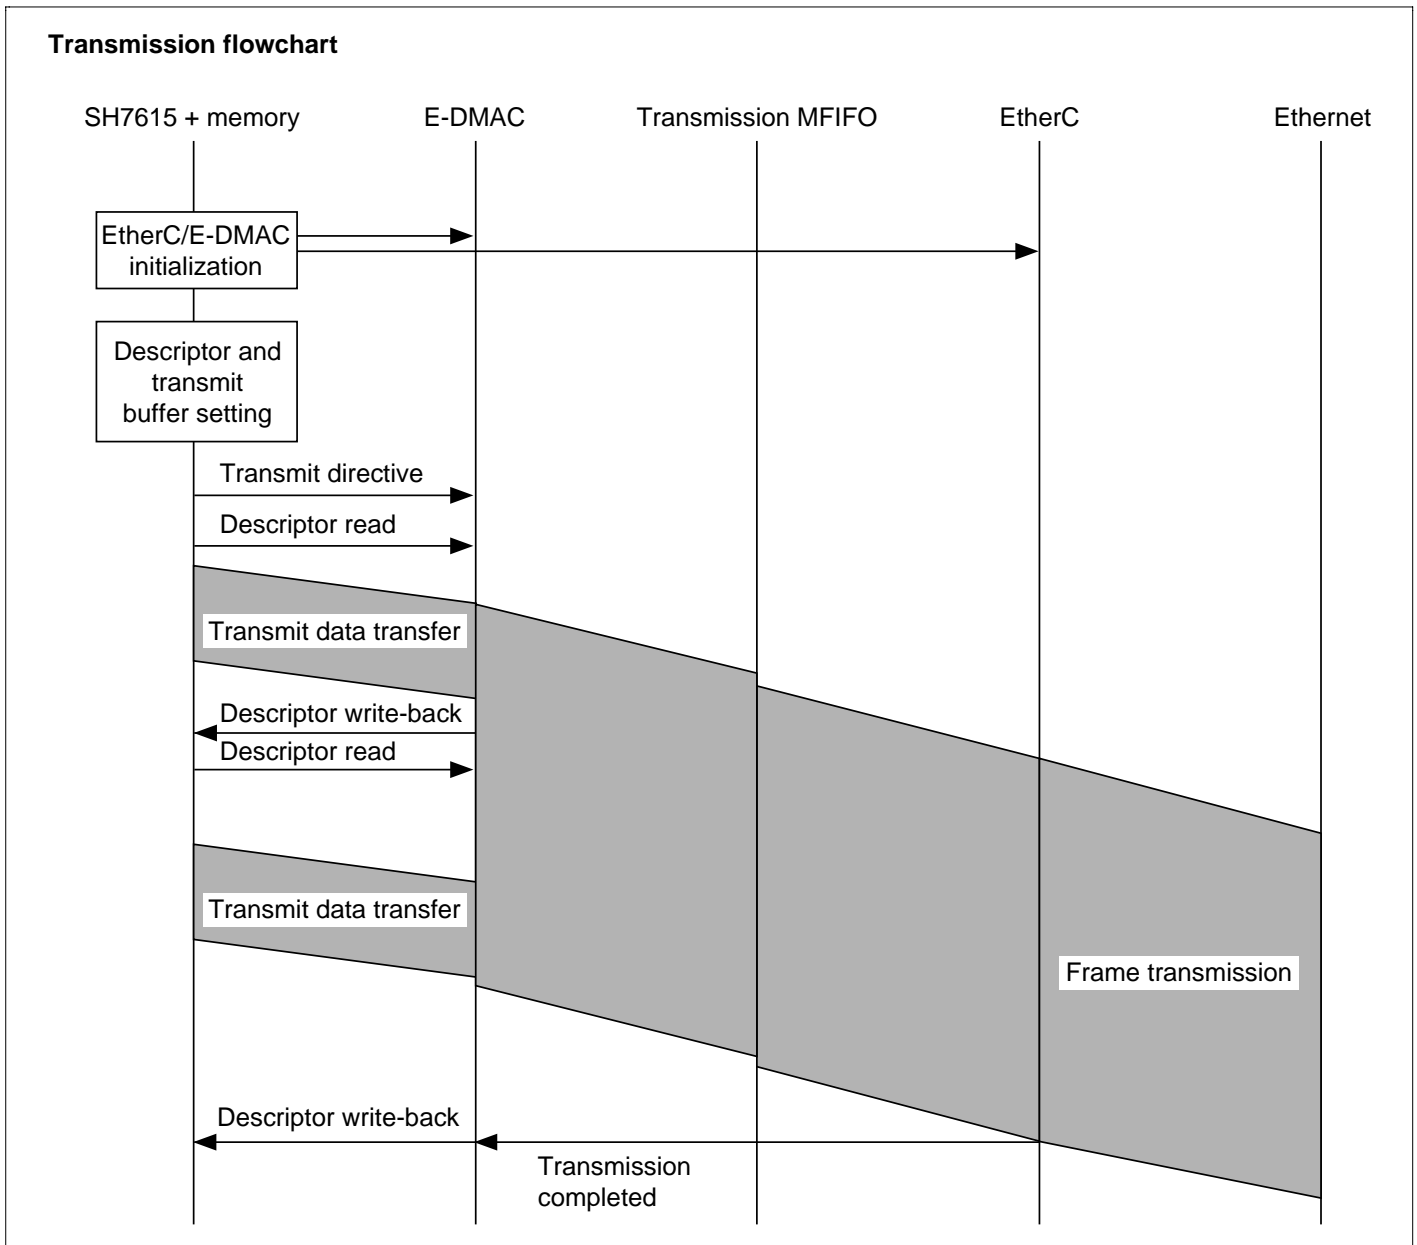 Transmission flowchart
SH7615 + memory
E-DMAC
Transmission MFIFO
EtherC
Ethernet
EtherC/E-DMAC
initialization
Descriptor and
transmit
buffer setting
Transmit directive
Descriptor read
Transmit data transfer
Descriptor write-back
Descriptor read
Transmit data transfer
Frame transmission
Descriptor write-back
Transmission
completed